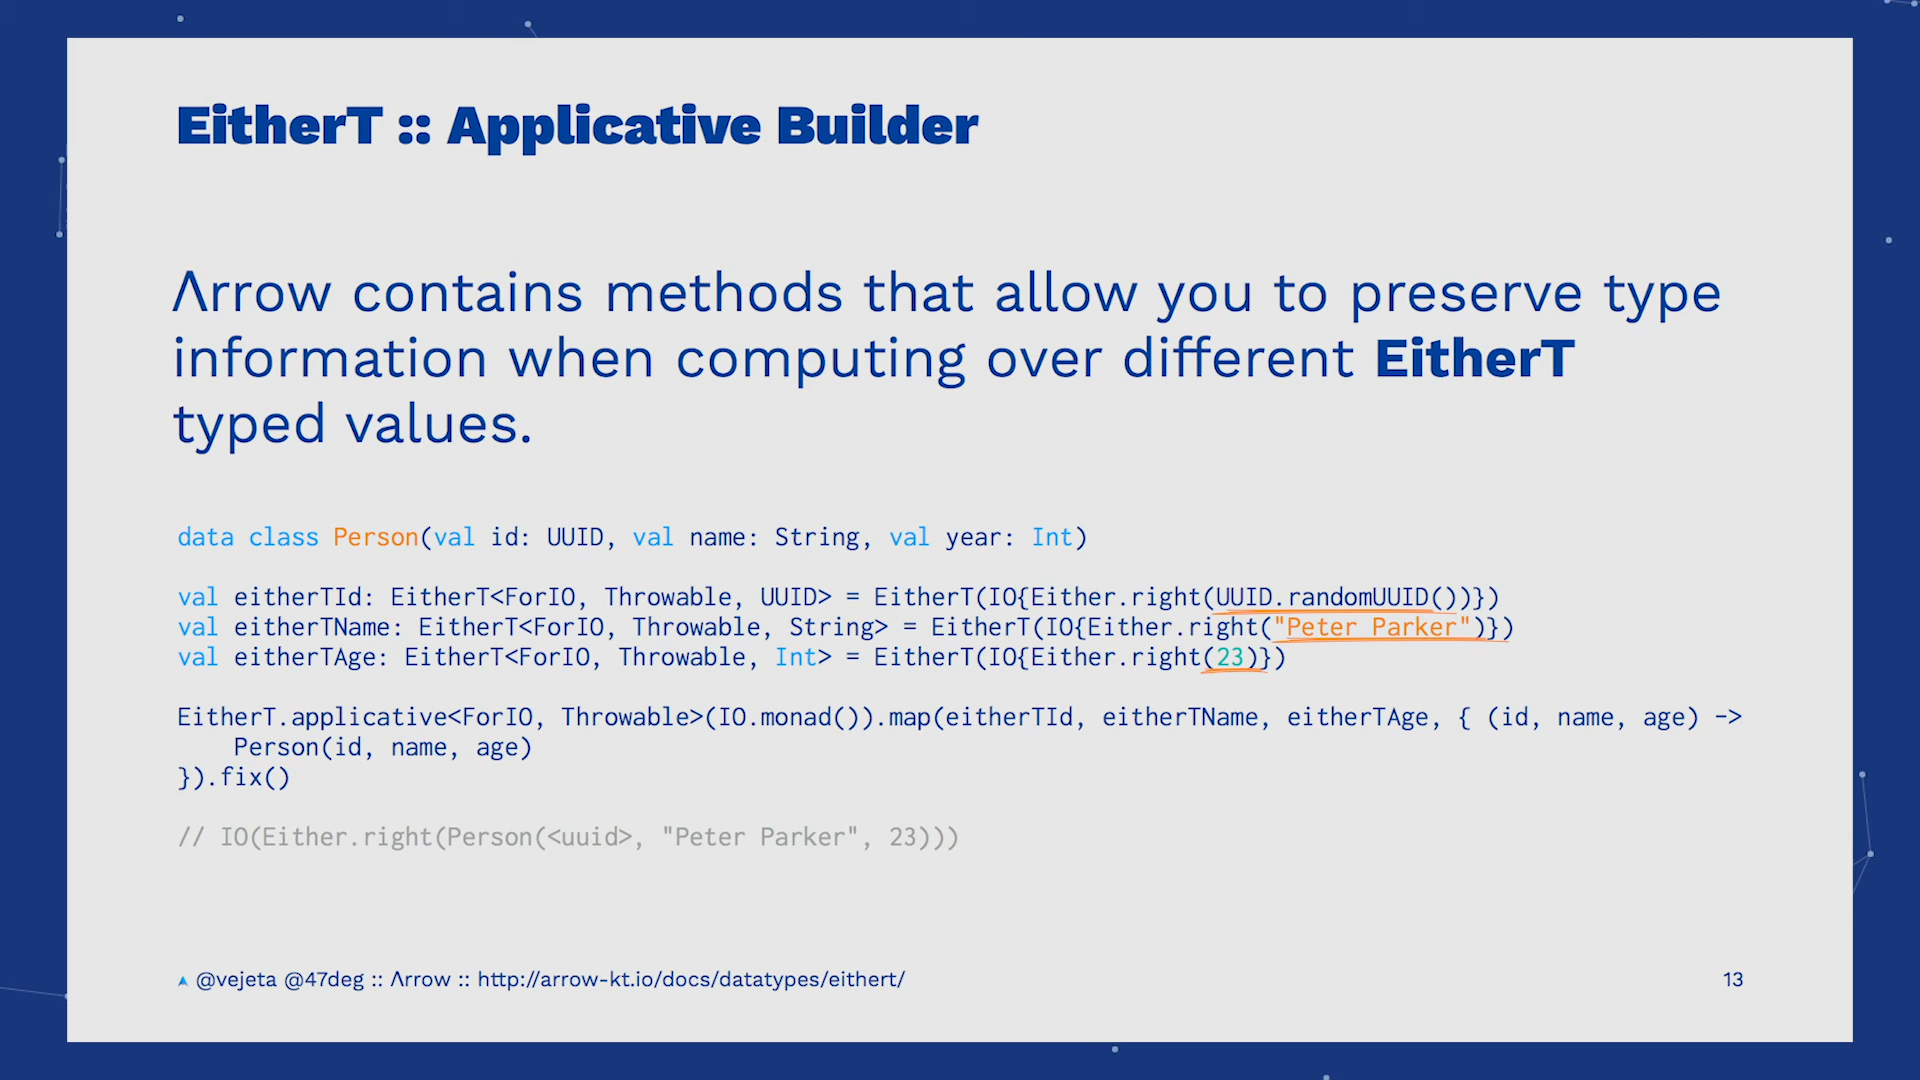 EitherT :: Applicative Builder
Λrrow contains methods that allow you to preserve type
information when computing over different EitherT
typed values.
data class Person(val id: UUID, val name: String, val year: Int)
val eitherTId: EitherT<ForIO, Throwable, UUID> = EitherT(IO{Either.right(UUID.randomUUID())})
val eitherTName: EitherT<ForIO, Throwable, String> = EitherT(IO{Either.right("Peter Parker")})
val eitherTAge: EitherT<ForIO, Throwable, Int> = EitherT(IO{Either.right(23)})
EitherT.applicative<ForIO, Throwable>(IO.monad()).map(eitherTId, eitherTName, eitherTAge, { (id, name, age) ->
    Person(id, name, age)
}).fix()
// IO(Either.right(Person(<uuid>, "Peter Parker", 23)))
@vejeta @47deg :: Λrrow :: http://arrow-kt.io/docs/datatypes/eithert/
13